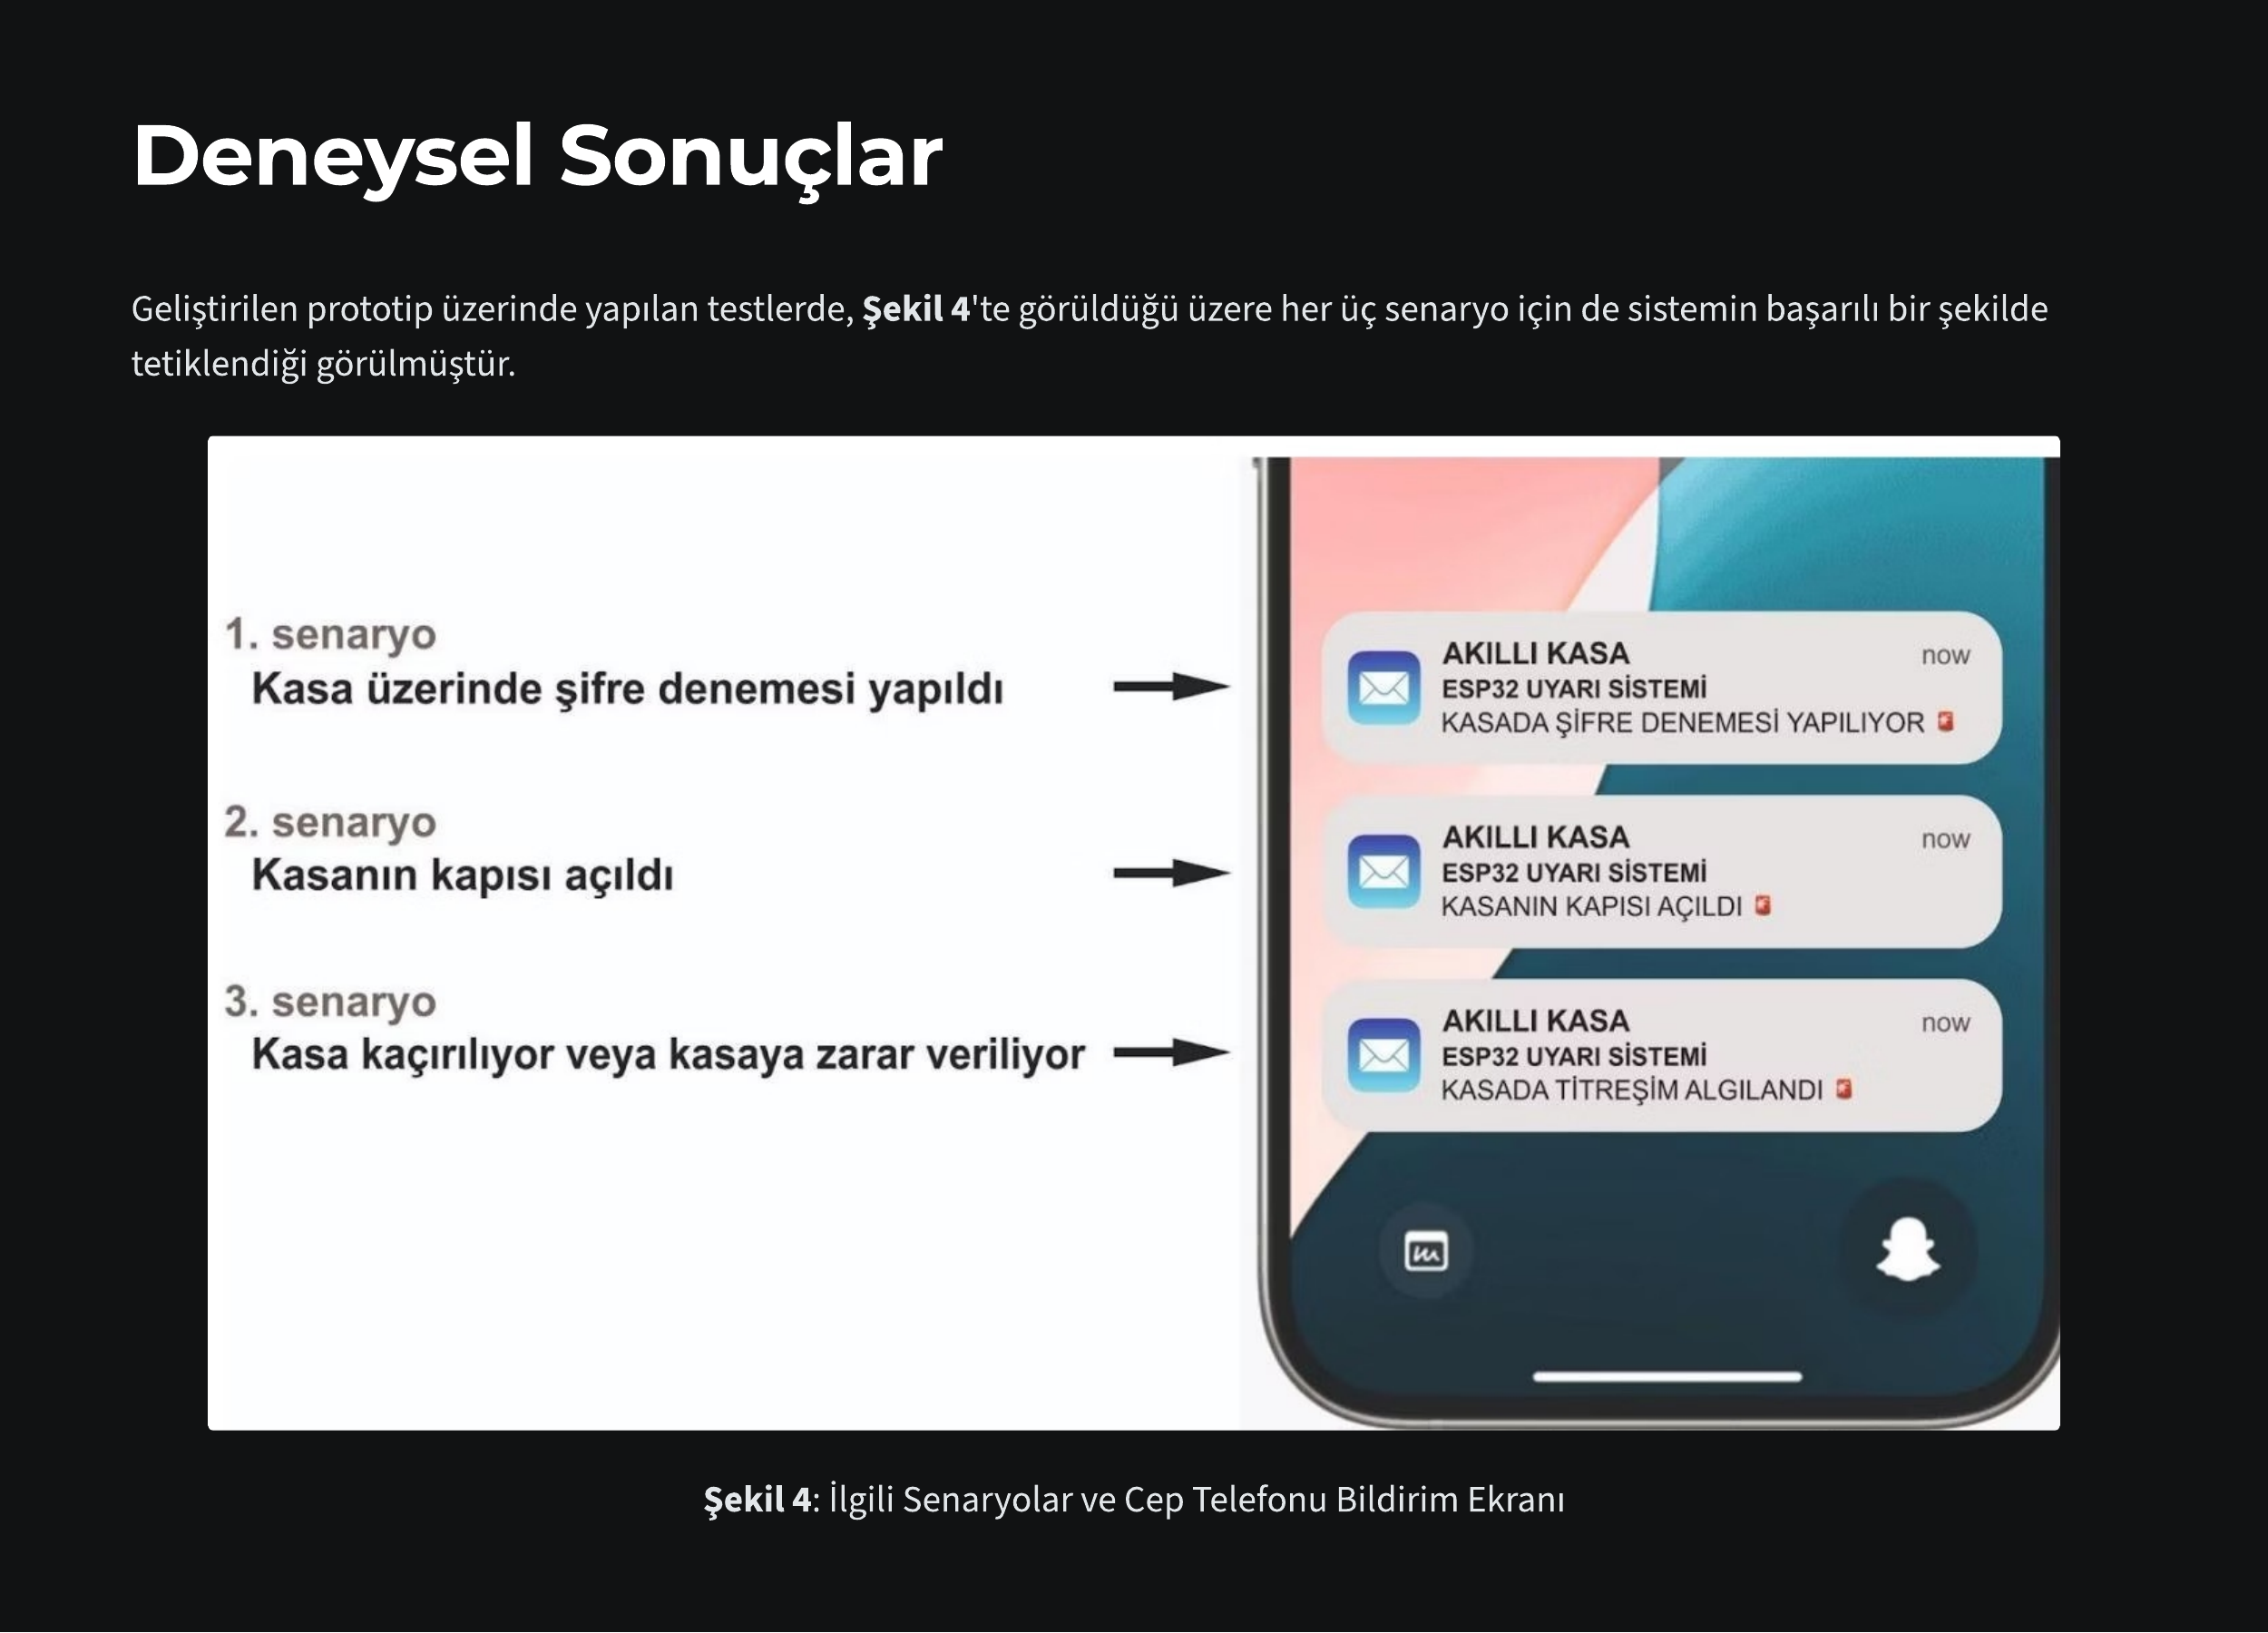 Deneysel Sonuçlar
Geliştirilen prototip üzerinde yapılan testlerde, Şekil 4'te görüldüğü üzere her üç senaryo için de sistemin başarılı bir şekilde
tetiklendiği görülmüştür.
1. senaryo
Kasa üzerinde şifre denemesi yapıldı
AKILLI KASA
now
ESP32 UYARI SİSTEMİ
KASADA ŞİFRE DENEMESİ YAPILIYOR
2. senaryo
Kasanın kapısı açıldı
AKILLI KASA
now
ESP32 UYARI SİSTEMİ
KASANIN KAPISI AÇILDI
3. senaryo
Kasa kaçırılıyor veya kasaya zarar veriliyor
AKILLI KASA
now
ESP32 UYARI SİSTEMİ
KASADA TİTREŞİM ALGILANDI
Şekil 4: İlgili Senaryolar ve Cep Telefonu Bildirim Ekranı